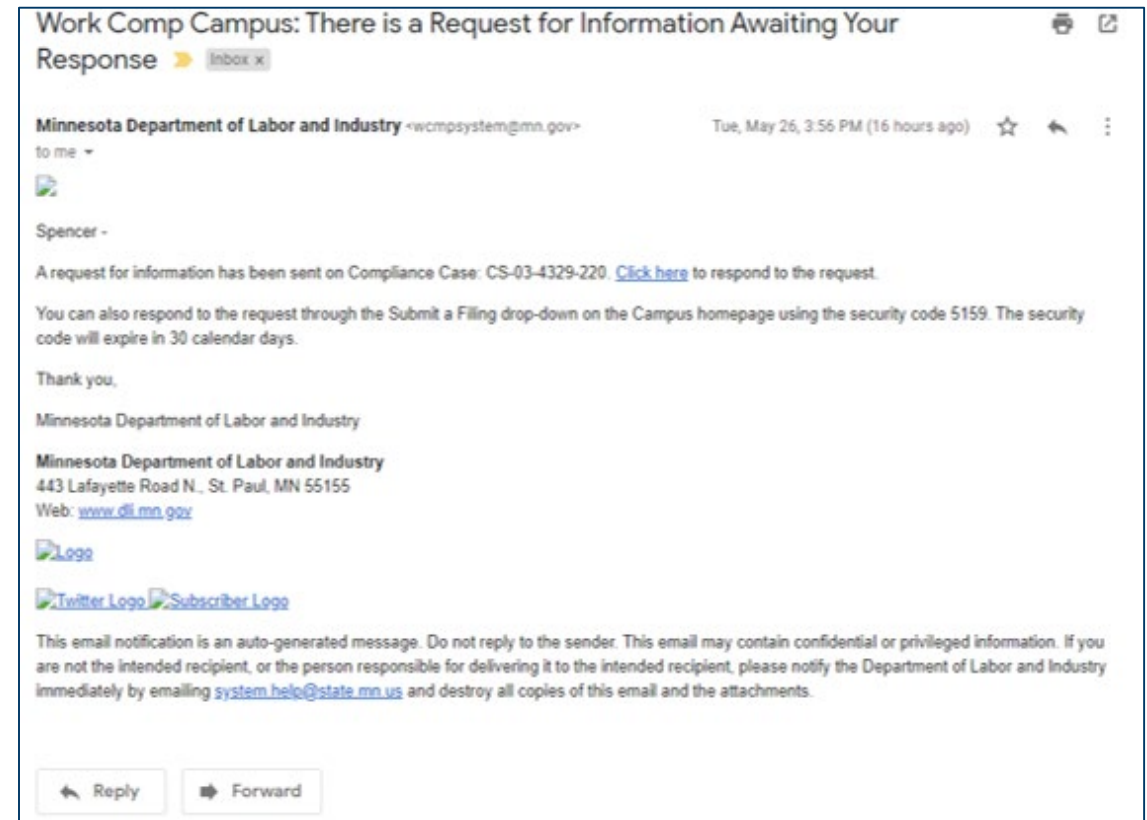 Work Comp Campus: There is a Request for Information Awaiting Your
Response Inbox x
Minnesota Department of Labor and Industry <wcmpsystem@mn.gov> Tue, May 26, 3:56 PM (16 hours ago)
to me
Spencer -
A request for information has been sent on Compliance Case: CS-03-4329-220. Click here to respond to the request.
You can also respond to the request through the Submit a Filing drop-down on the Campus homepage using the security code 5159. The security
code will expire in 30 calendar days.
Thank you,
Minnesota Department of Labor and Industry
Minnesota Department of Labor and Industry
443 Lafayette Road N., St. Paul, MN 55155
Web: www.dli.mn.gov
Logo
Twitter Logo Subscriber Logo
This email notification is an auto-generated message. Do not reply to the sender. This email may contain confidential or privileged information. If you
are not the intended recipient, or the person responsible for delivering it to the intended recipient, please notify the Department of Labor and Industry
immediately by emailing system.help@state.mn.us and destroy all copies of this email and the attachments.
Reply Forward